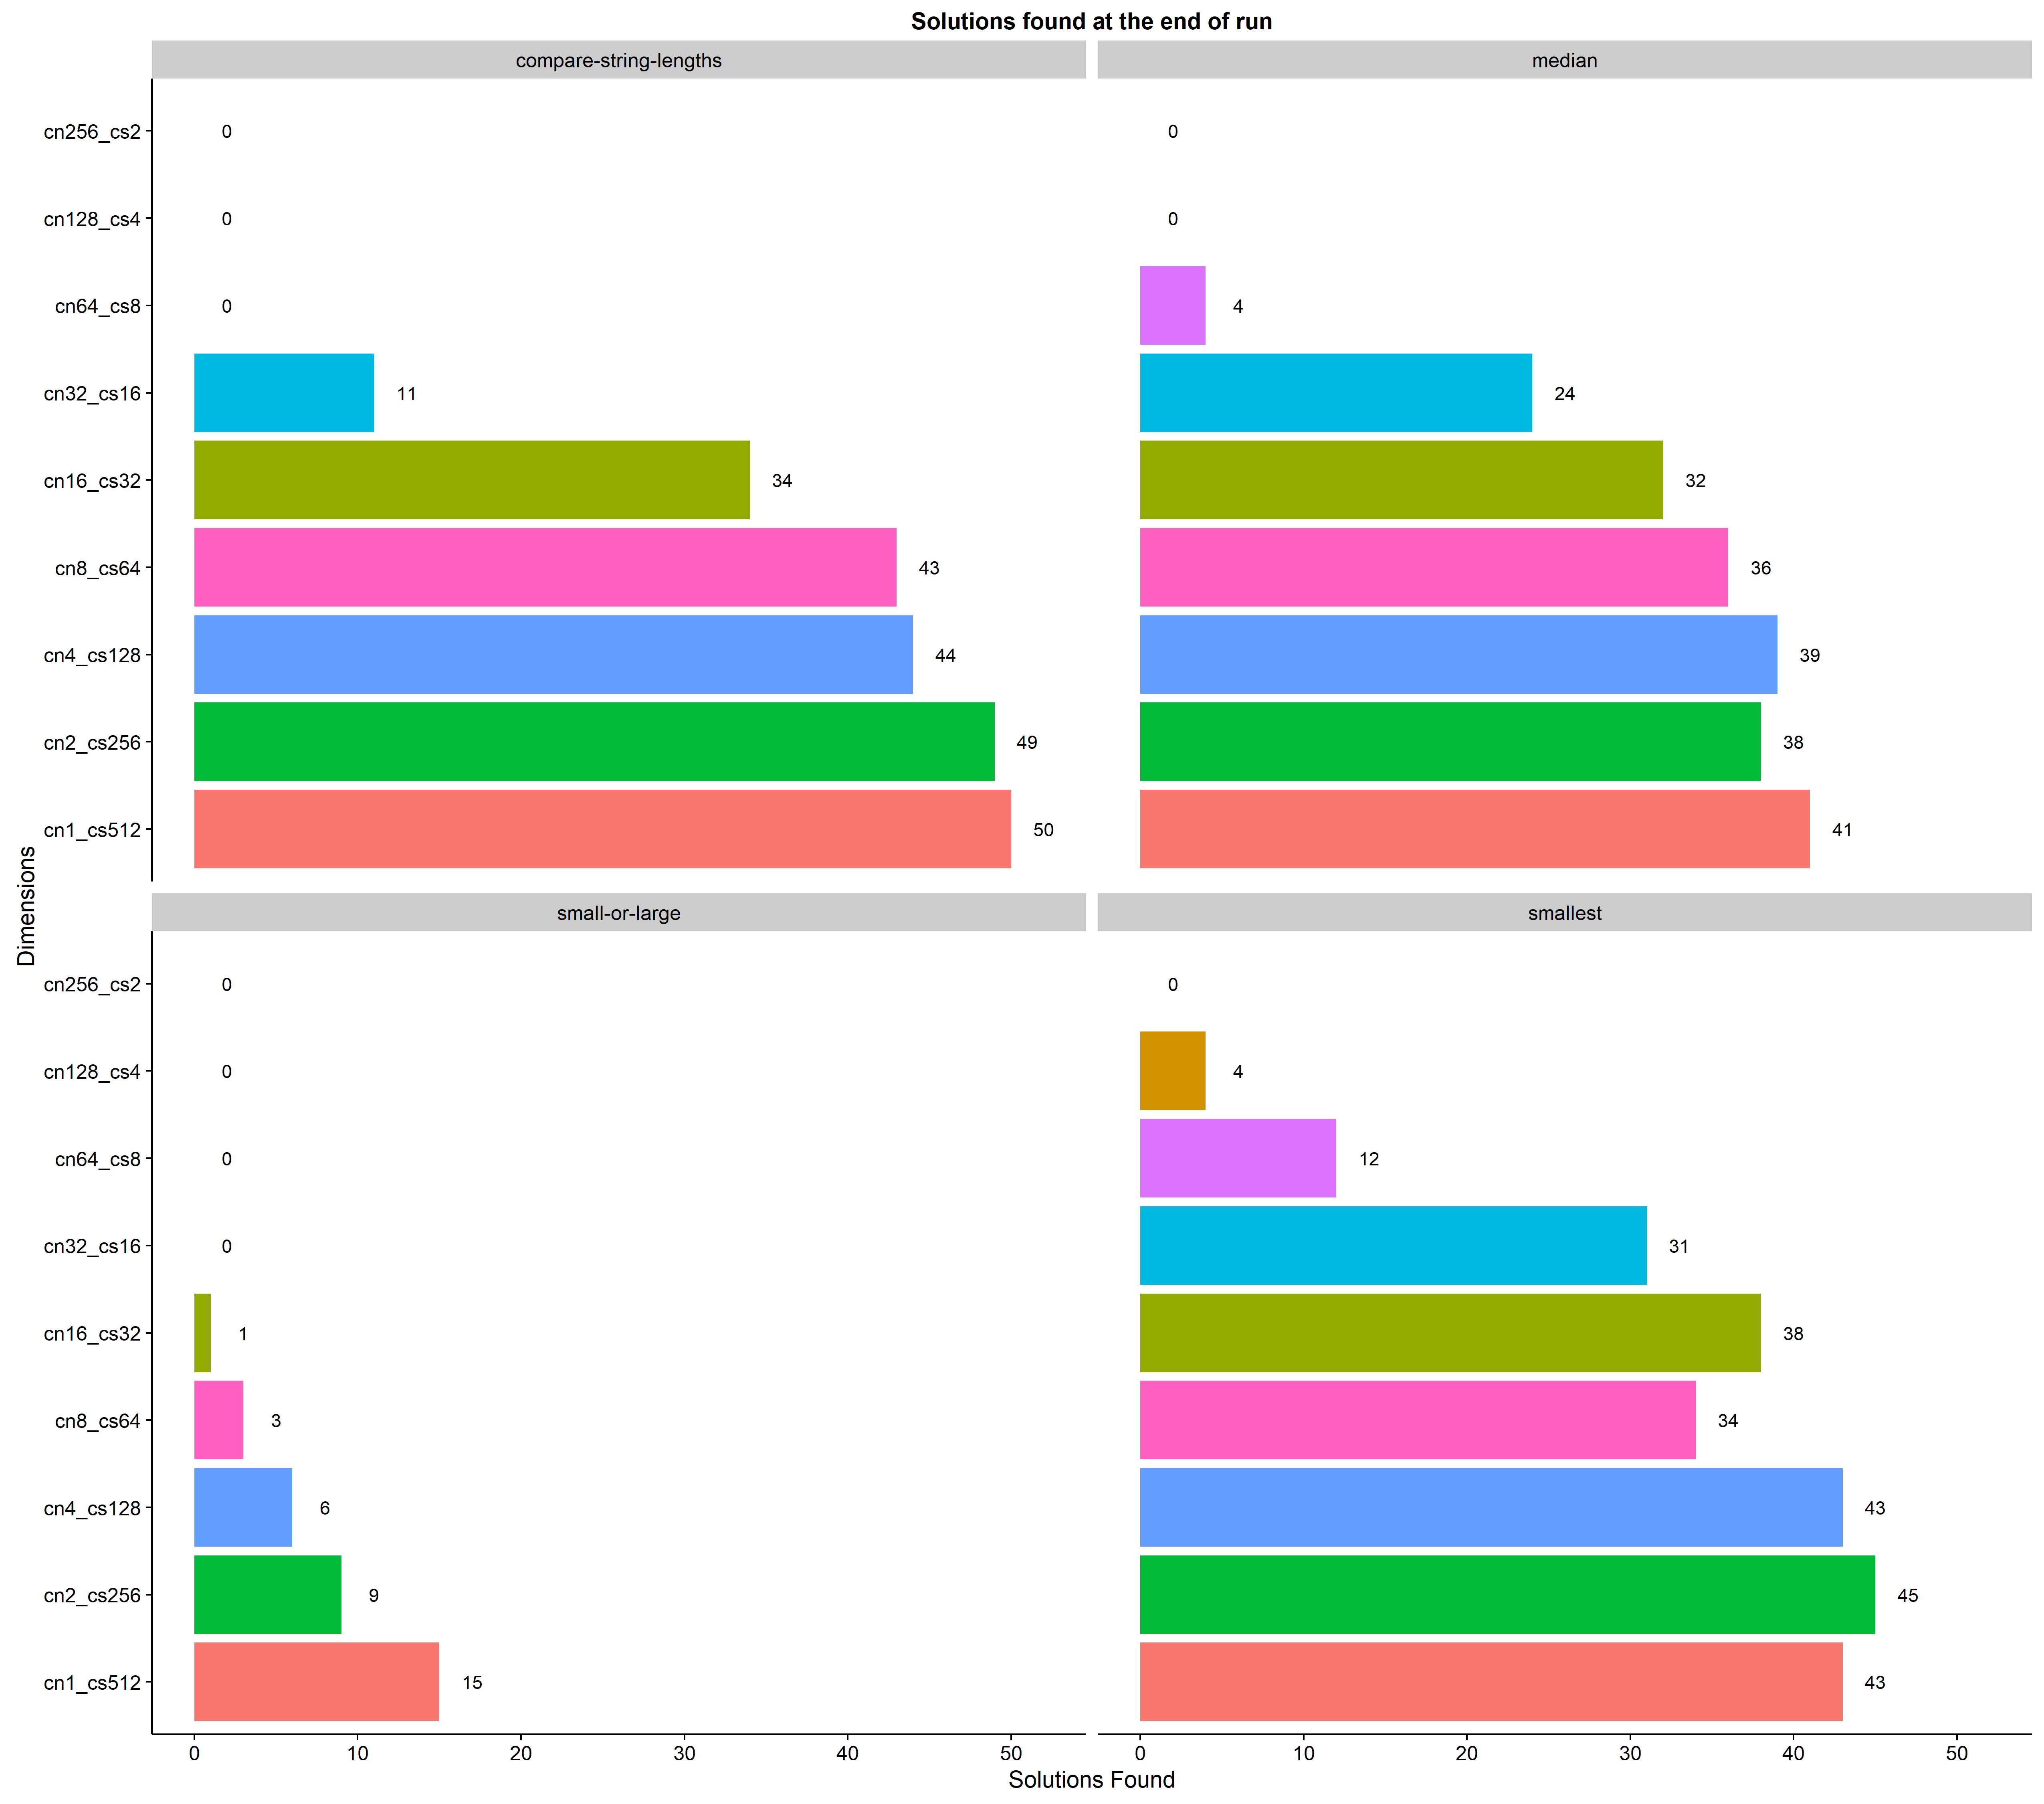 Solutions found at the end of run
compare-string-lengths
median
cn256_cs2 0 0
cn128_cs4 0 0
cn64_cs8 0 4
cn32_cs16 11 24
cn16_cs32 34 32
cn8_cs64 43 36
cn4_cs128 44 39
cn2_cs256 49 38
cn1_cs512 50 41
Dimensions
small-or-large
smallest
cn256_cs2 0 0
cn128_cs4 0 4
cn64_cs8 0 12
cn32_cs16 0 31
cn16_cs32 1 38
cn8_cs64 3 34
cn4_cs128 6 43
cn2_cs256 9 45
cn1_cs512 15 43
0 10 20 30 40 50 0 10 20 30 40 50
Solutions Found